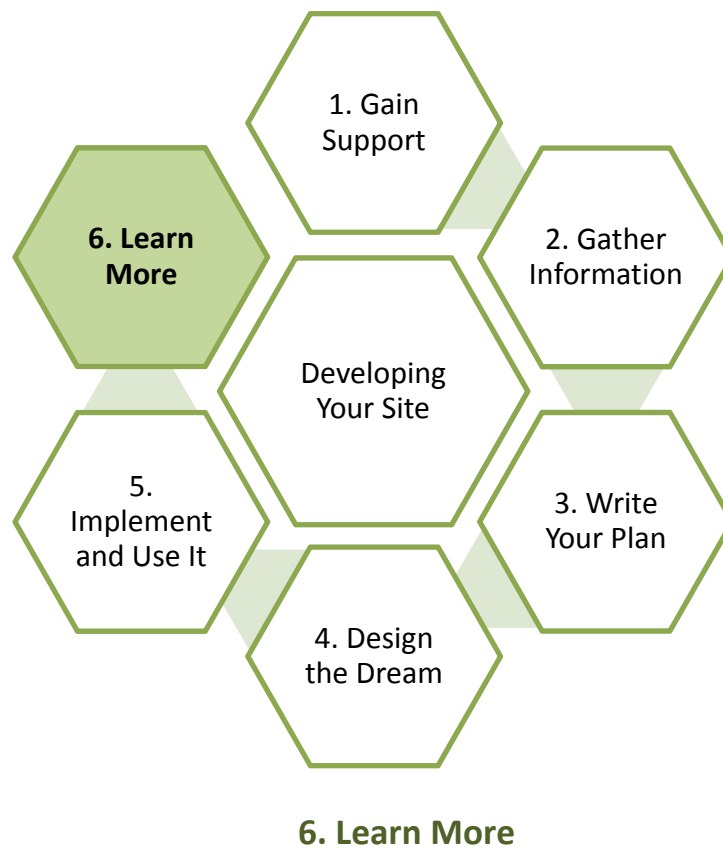 1. Gain
Support
2. Gather
Information
3. Write
Your Plan
4. Design
the Dream
5.
Implement
and Use It
6. Learn
More
Developing
Your Site
6. Learn More